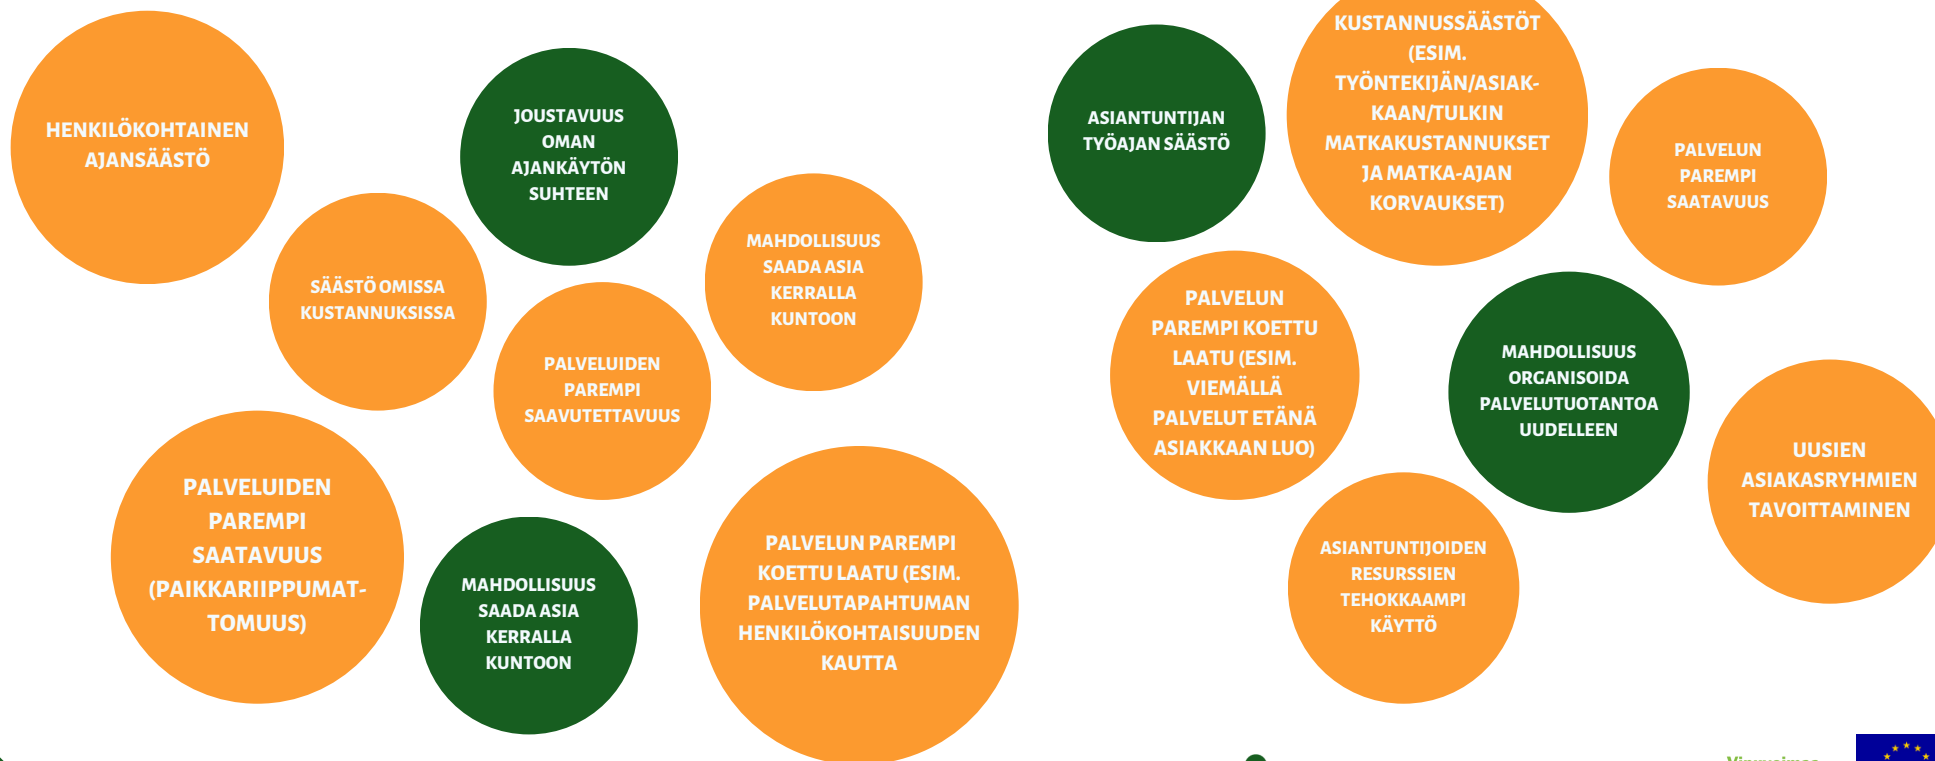 HENKILÖKOHTAINEN
AJANSÄÄSTÖ
JOUSTAVUUS
OMAN
AJANKÄYTÖN
SUHTEEN
SÄÄSTÖ OMISSA
KUSTANNUKSISSA
MAHDOLLISUUS
SAADA ASIA
KERRALLA
KUNTOON
PALVELUIDEN
PAREMPI
SAAVUTETTAVUUS
PALVELUIDEN
PAREMPI
SAATAVUUS
(PAIKKARIIPPUMAT-
TOMUUS)
MAHDOLLISUUS
SAADA ASIA
KERRALLA
KUNTOON
PALVELUN PAREMPI
KOETTU LAATU (ESIM.
PALVELUTAPAHTUMAN
HENKILÖKOHTAISUUDEN
KAUTTA
ASIANTUNTIJAN
TYÖAJAN SÄÄSTÖ
KUSTANNUSSÄÄSTÖT
(ESIM.
TYÖNTEKIJÄN/ASIAK-
KAAN/TULKIN
MATKAKUSTANNUKSET
JA MATKA-AJAN
KORVAUKSET)
PALVELUN
PAREMPI
SAATAVUUS
PALVELUN
PAREMPI KOETTU
LAATU (ESIM.
VIEMÄLLÄ
PALVELUT ETÄNÄ
ASIAKKAAN LUO)
MAHDOLLISUUS
ORGANISOIDA
PALVELUTUOTANTOA
UUDELLEEN
UUSIEN
ASIAKASRYHMIEN
TAVOITTAMINEN
ASIANTUNTIJOIDEN
RESURSSIEN
TEHOKKAAMPI
KÄYTTÖ